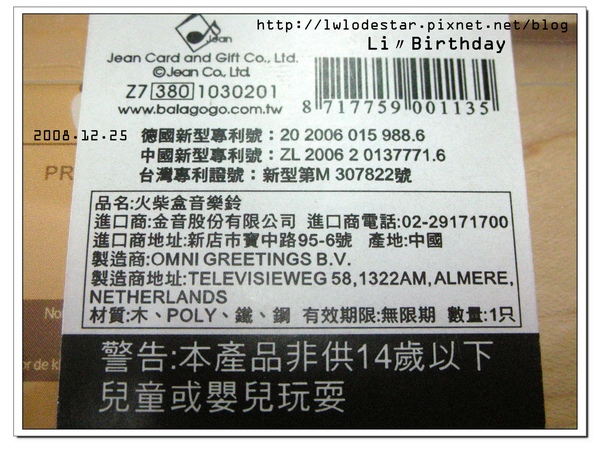 http://lwlodestar.pixnet.net/blog
Li〃Birthday
Jean
Jean Card and Gift Co., Ltd.
©Jean Co., Ltd.
Z7 380 1030201
www.balagogo.com.tw
8 717759 001135
2008.12.25
德國新型專利號：20 2006 015 988.6
中國新型專利號：ZL 2006 2 0137771.6
台灣專利證號：新型第M 307822號
PR
品名:火柴盒音樂鈴
進口商:金音股份有限公司 進口商電話:02-29171700
進口商地址:新店市寶中路95-6號 產地:中國
製造商:OMNI GREETINGS B.V.
製造商地址:TELEVISIEWEG 58,1322AM, ALMERE,
NETHERLANDS
材質:木、POLY、鐵、鋼 有效期限:無限期 數量:1只
警告:本產品非供14歲以下
兒童或嬰兒玩耍